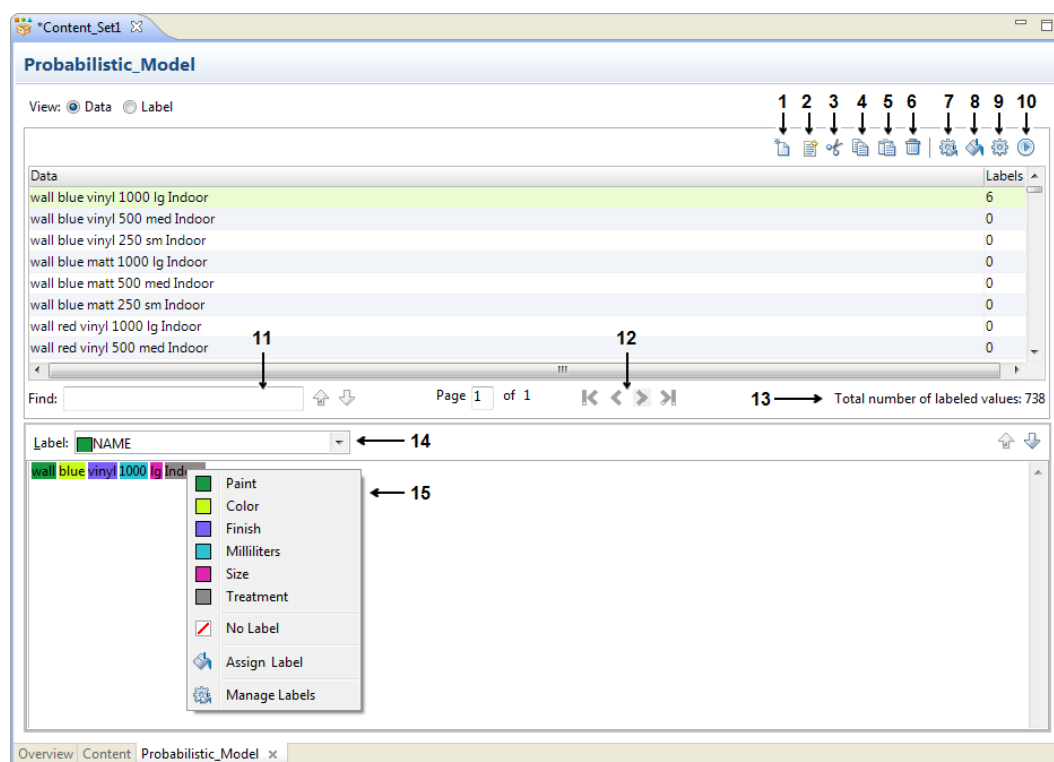 *Content_Set1
Probabilistic_Model
View: Data Label
1 2 3 4 5 6 7 8 9 10
Data Labels
wall blue vinyl 1000 lg Indoor 6
wall blue vinyl 500 med Indoor 0
wall blue vinyl 250 sm Indoor 0
wall blue matt 1000 lg Indoor 0
wall blue matt 500 med Indoor 0
wall blue matt 250 sm Indoor 0
wall red vinyl 1000 lg Indoor 0
wall red vinyl 500 med Indoor 0
11 12
Find: Page 1 of 1 13 Total number of labeled values: 738
Label: NAME 14
wall blue vinyl 1000 lg
Paint 15
Color
Finish
Milliliters
Size
Treatment
No Label
Assign Label
Manage Labels
Overview Content Probabilistic_Model